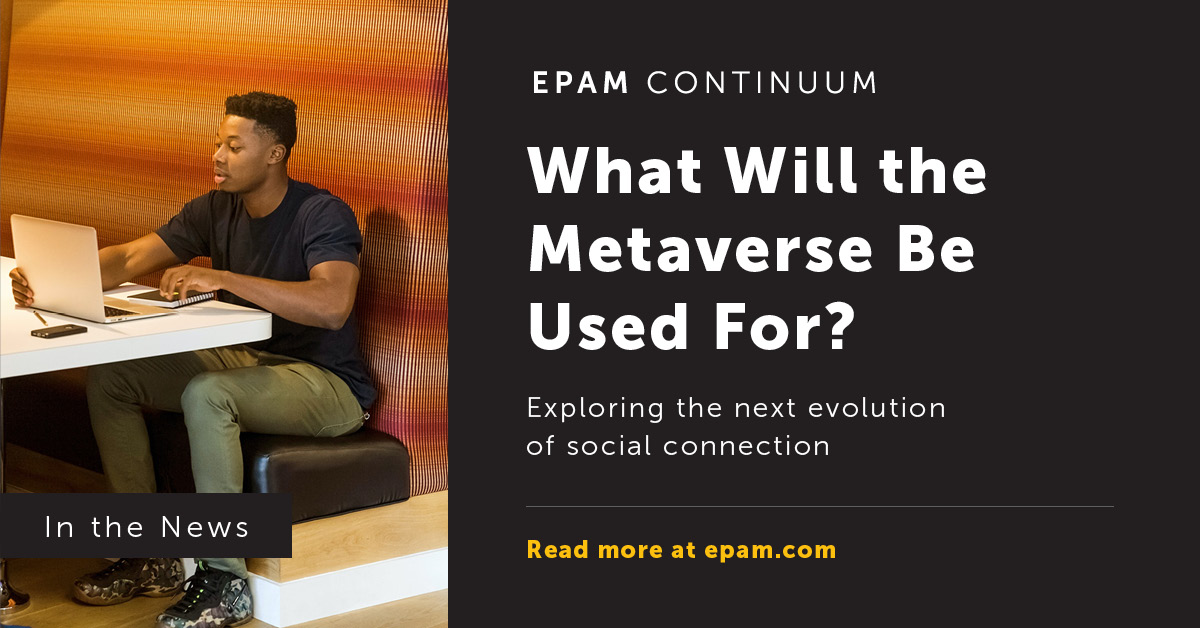 EPAM CONTINUUM
What Will the
Metaverse Be
Used For?
Exploring the next evolution
of social connection
Read more at epam.com
In the News